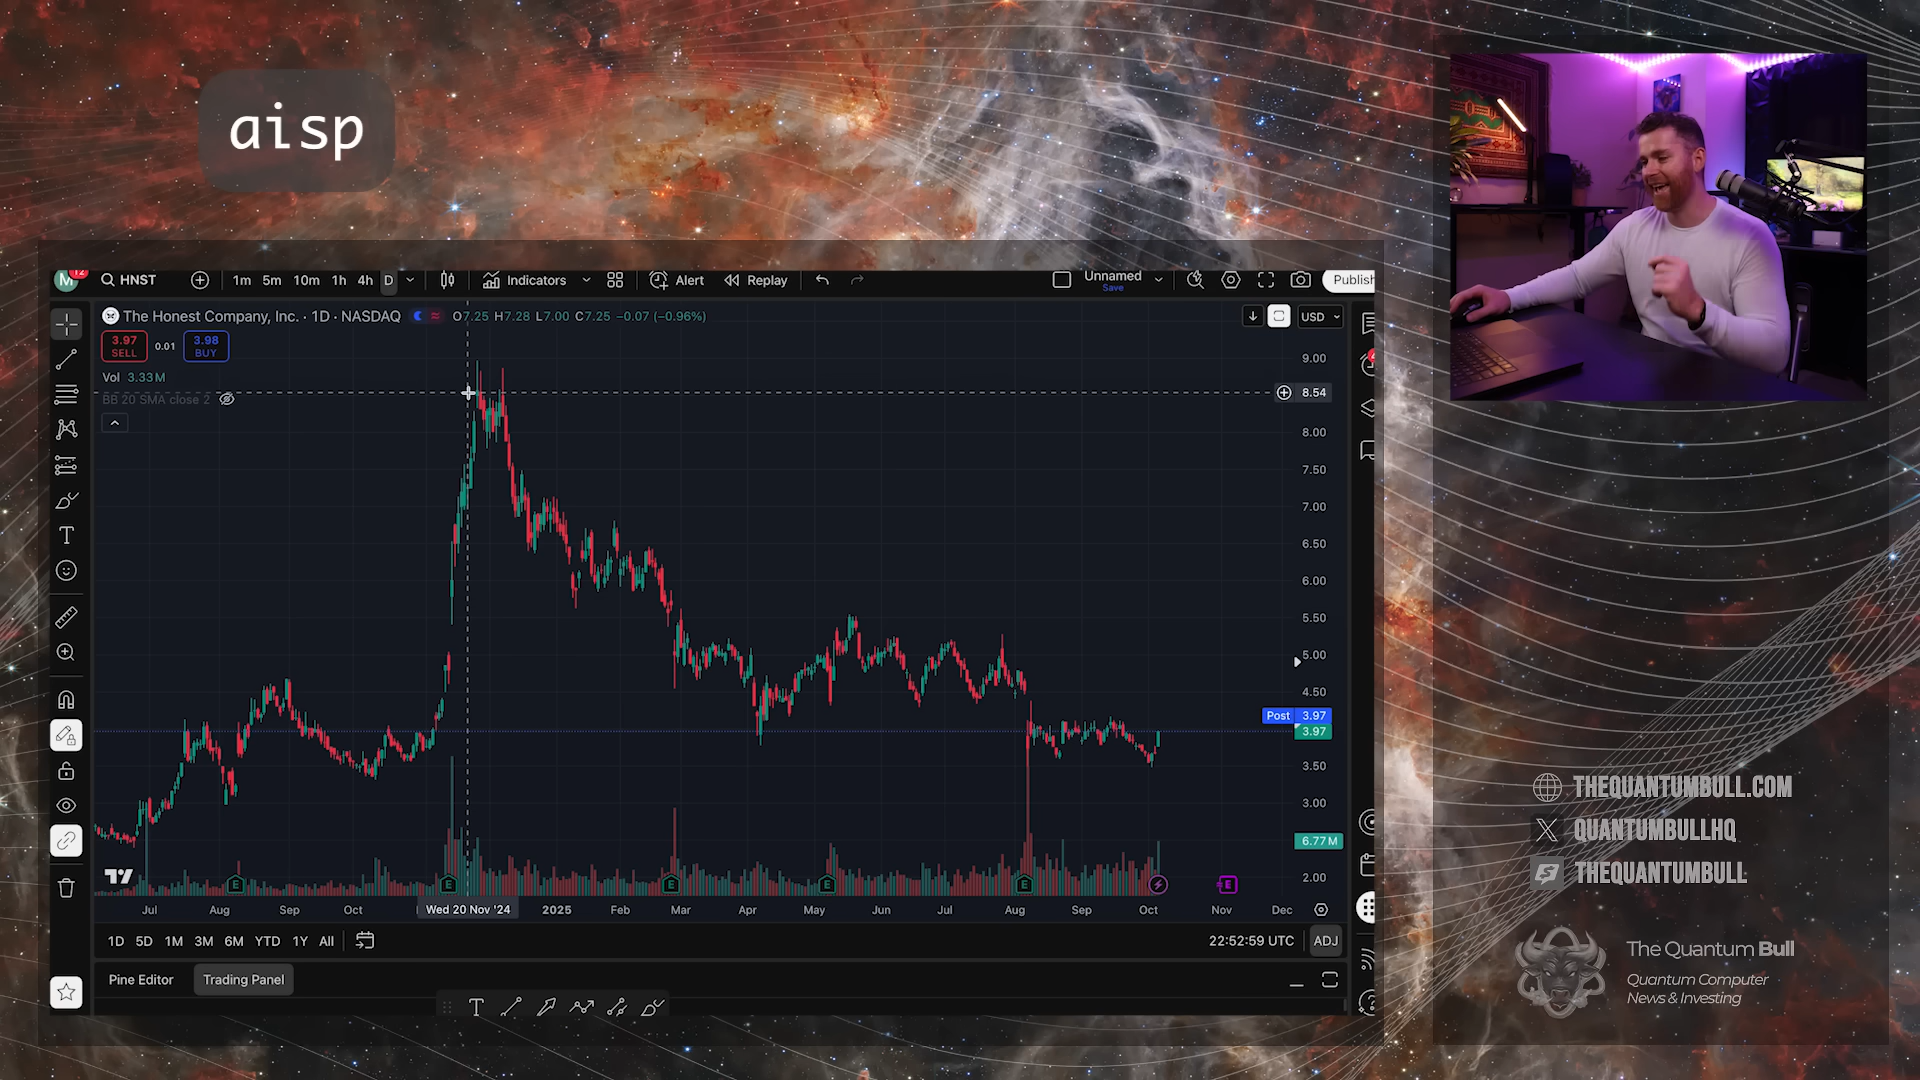 aisp
M
12
HNST
1m 5m 10m 1h 4h D
Indicators
Alert
Replay
Unnamed
Save
Publish
The Honest Company, Inc. · 1D · NASDAQ
O7.25 H7.28 L7.00 C7.25 −0.07 (−0.96%)
USD
3.97
SELL
0.01
3.98
BUY
Vol 3.33M
BB 20 SMA close 2
9.00
8.54
8.00
7.50
7.00
6.50
6.00
5.50
5.00
4.50
Post 3.97
3.97
3.50
3.00
6.77M
2.00
E E E E E E
Jul Aug Sep Oct Wed 20 Nov '24 2025 Feb Mar Apr May Jun Jul Aug Sep Oct Nov Dec
1D 5D 1M 3M 6M YTD 1Y All
22:52:59 UTC ADJ
Pine Editor
Trading Panel
THEQUANTUMBULL.COM
QUANTUMBULLHQ
THEQUANTUMBULL
The Quantum Bull
Quantum Computer
News & Investing